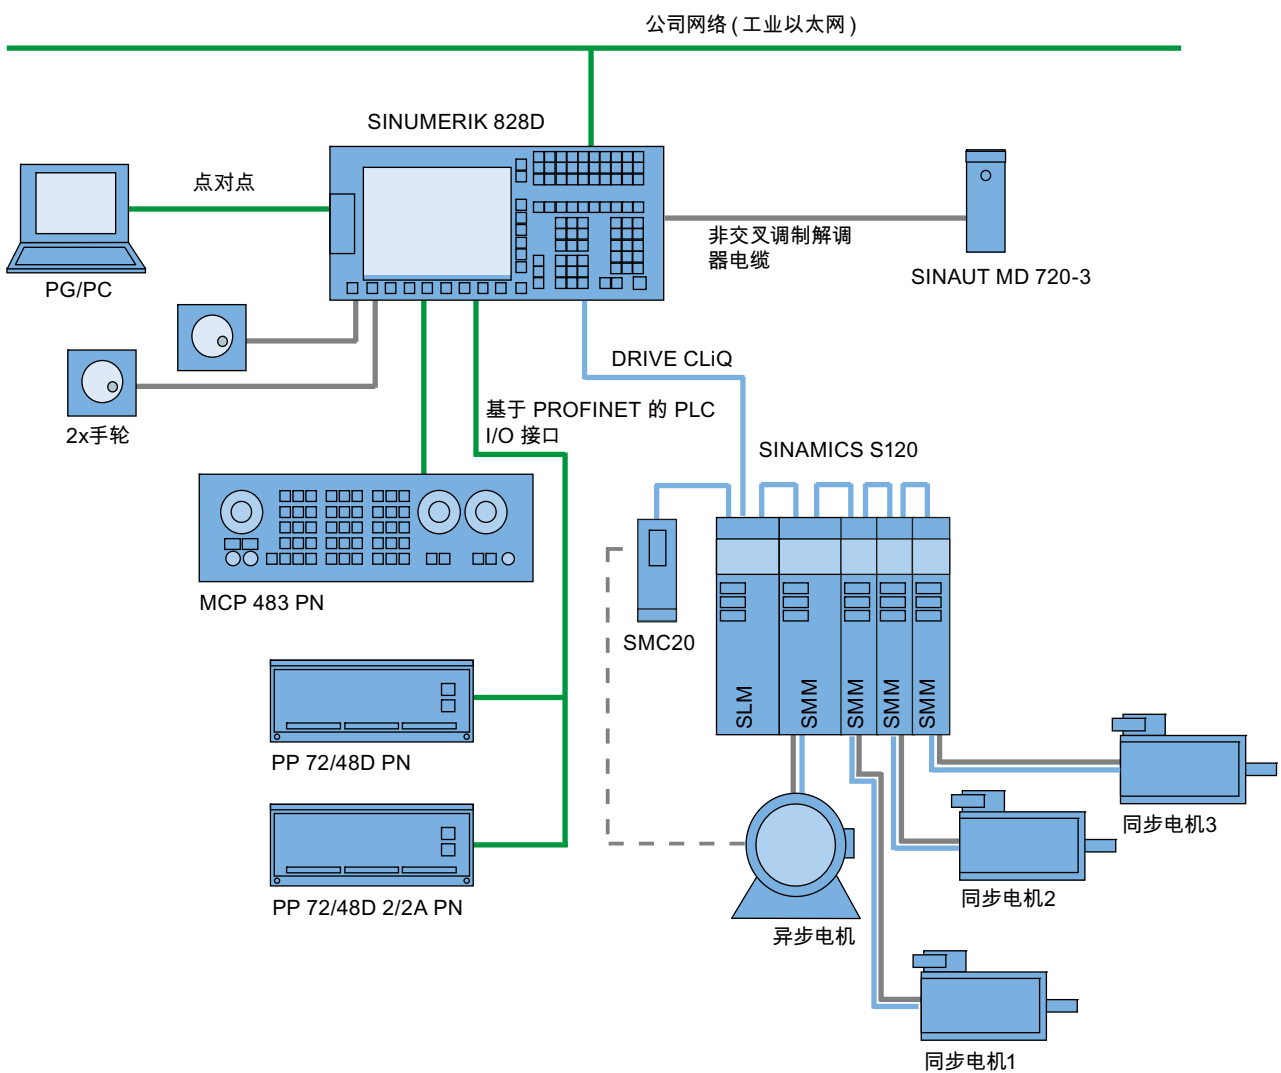 公司网络 ( 工业以太网 )
SINUMERIK 828D
点对点
PG/PC
非交叉调制解调
器电缆
SINAUT MD 720-3
DRIVE CLiQ
2x手轮
基于 PROFINET 的 PLC
I/O 接口
SINAMICS S120
MCP 483 PN
SMC20
SLM
SMM
SMM
SMM
SMM
PP 72/48D PN
PP 72/48D 2/2A PN
异步电机
同步电机3
同步电机2
同步电机1